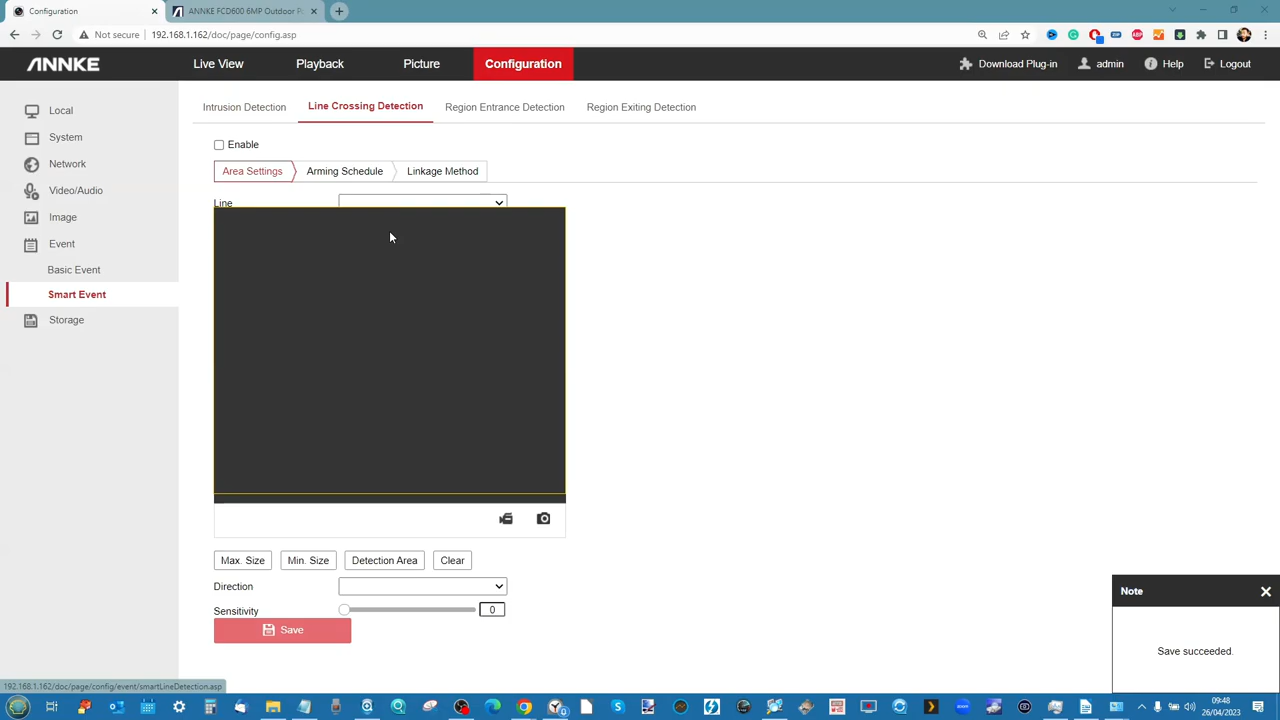 Configuration
ANNKE FCD600 6MP Outdoor P
Not secure 192.168.1.162/doc/page/config.asp
ANNKE Live View Playback Picture Configuration Download Plug-in admin Help Logout
Local
System
Network
Video/Audio
Image
Event
Basic Event
Smart Event
Storage
Intrusion Detection Line Crossing Detection Region Entrance Detection Region Exiting Detection
Enable
Area Settings Arming Schedule Linkage Method
Line
Max. Size Min. Size Detection Area Clear
Direction
Sensitivity 0
Save
Note
Save succeeded.
192.168.1.162/doc/page/config/event/smartLineDetection.asp
09:48
26/04/2023